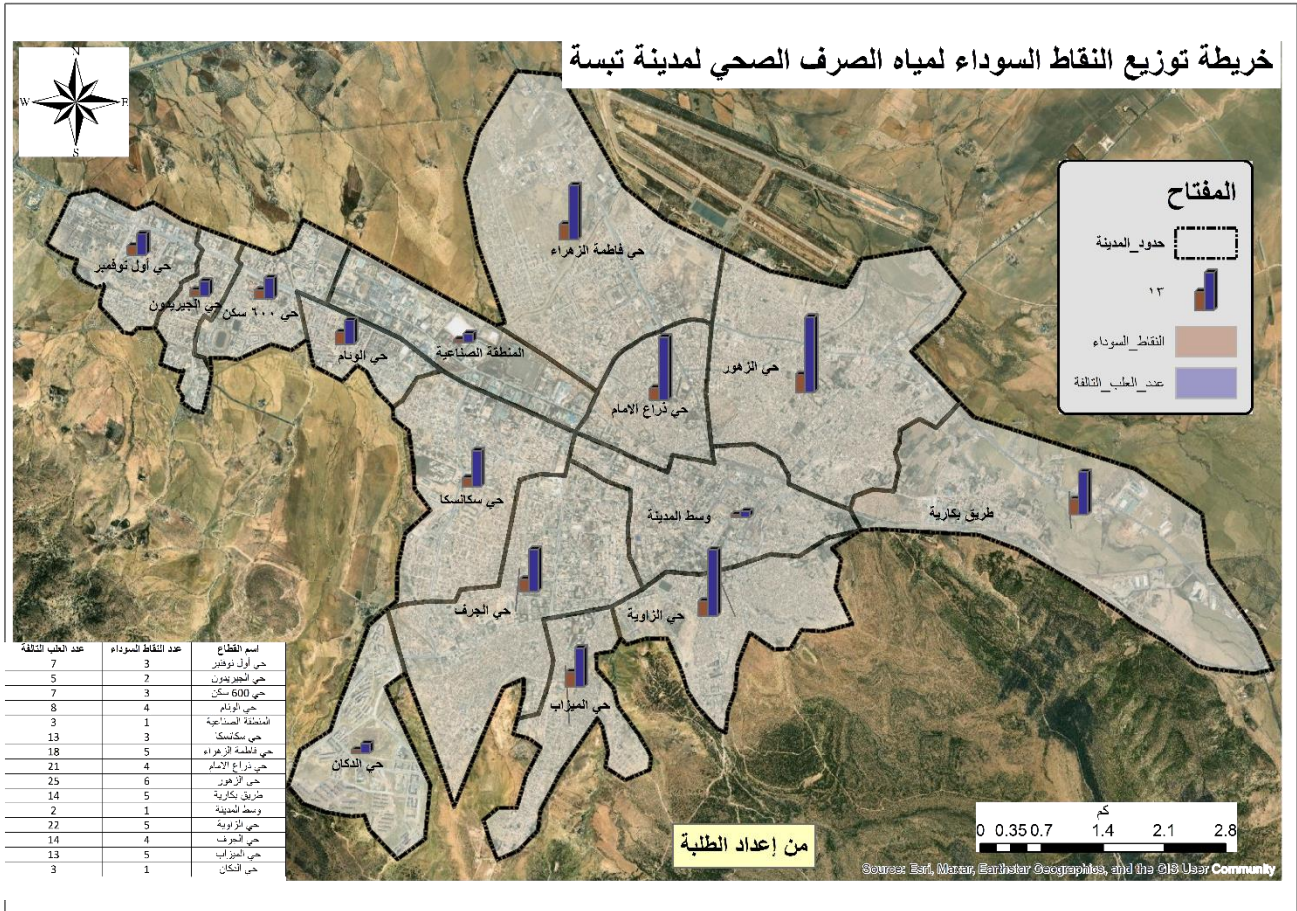 خريطة توزيع النقاط السوداء لمياه الصرف الصحي لمدينة تبسة
N
W E
S
المفتاح
حدود_المدينة
١٣
النقاط_السوداء
عدد_العلب_التالفة
حي فاطمة الزهراء
حي أول نوفمبر
حي الجيريدون
حي ٦٠٠ سكن
حي الوئام
المنطقة الصناعية
حي الزهور
حي ذراع الامام
حي سكانسكا
وسط المدينة
طريق بكارية
حي الجرف
حي الزاوية
حي الميزاب
حي الدكان
اسم القطاع عدد النقاط السوداء عدد العلب التالفة
حي أول نوفمبر 3 7
حي الجيريدون 2 5
حي 600 سكن 3 7
حي الوئام 4 8
المنطقة الصناعية 1 3
حي سكانسكا 3 13
حي فاطمة الزهراء 5 18
حي ذراع الامام 4 21
حي الزهور 6 25
طريق بكارية 5 14
وسط المدينة 1 2
حي الزاوية 5 22
حي الجرف 4 14
حي الميزاب 5 13
حي الدكان 1 3
من إعداد الطلبة
كم
0 0.35 0.7 1.4 2.1 2.8
Source: Esri, Maxar, Earthstar Geographics, and the GIS User Community